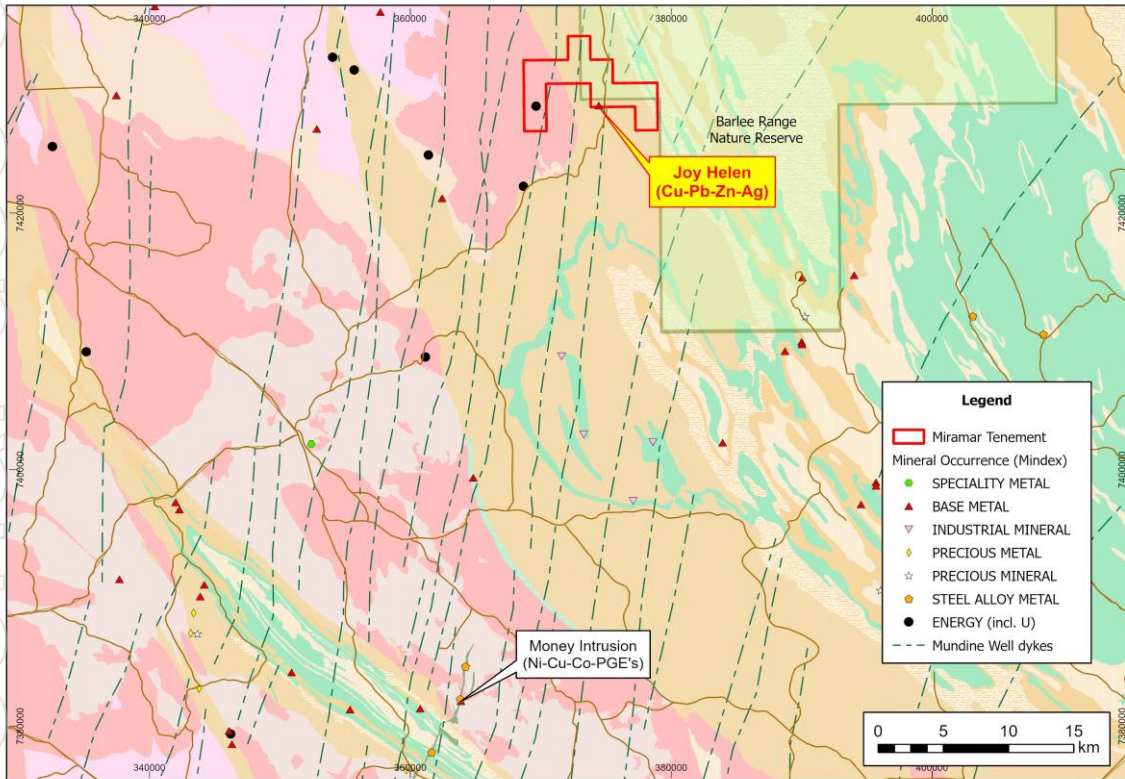 340000
360000
380000
400000
Barlee Range
Nature Reserve
Joy Helen
(Cu-Pb-Zn-Ag)
7420000
7420000
7400000
7400000
Legend
Miramar Tenement
Mineral Occurrence (Mindex)
SPECIALITY METAL
BASE METAL
INDUSTRIAL MINERAL
PRECIOUS METAL
PRECIOUS MINERAL
STEEL ALLOY METAL
ENERGY (incl. U)
Mundine Well dykes
Money Intrusion
(Ni-Cu-Co-PGE's)
7380000
7380000
0 5 10 15
km
340000
360000
380000
400000